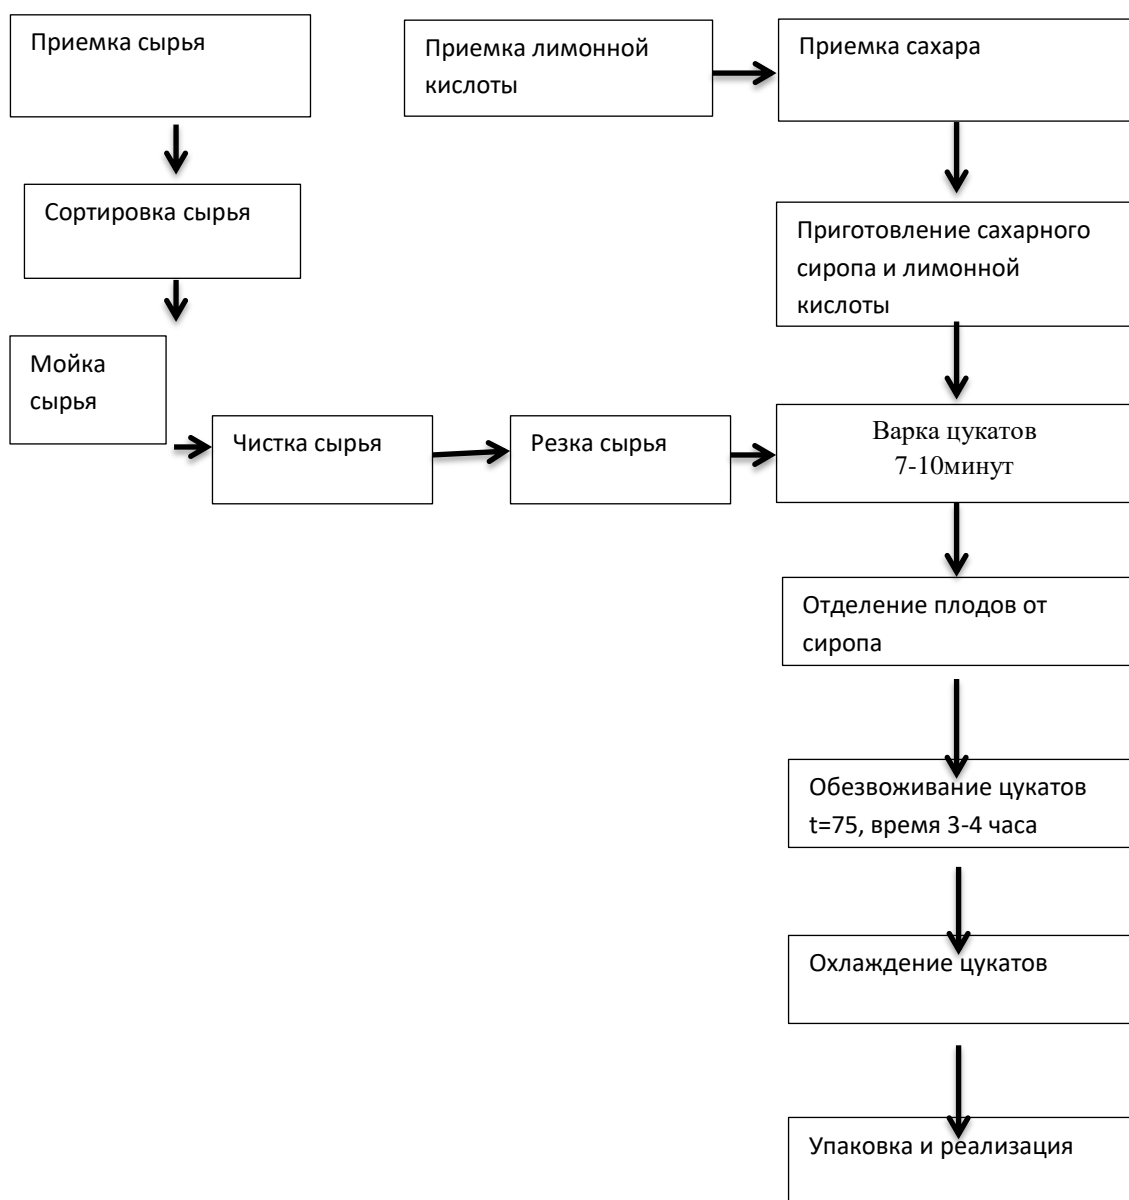 Приемка сырья
Приемка лимонной
кислоты
Приемка сахара
Сортировка сырья
Приготовление сахарного
сиропа и лимонной
кислоты
Мойка
сырья
Чистка сырья
Резка сырья
Варка цукатов
7-10минут
Отделение плодов от
сиропа
Обезвоживание цукатов
t=75, время 3-4 часа
Охлаждение цукатов
Упаковка и реализация